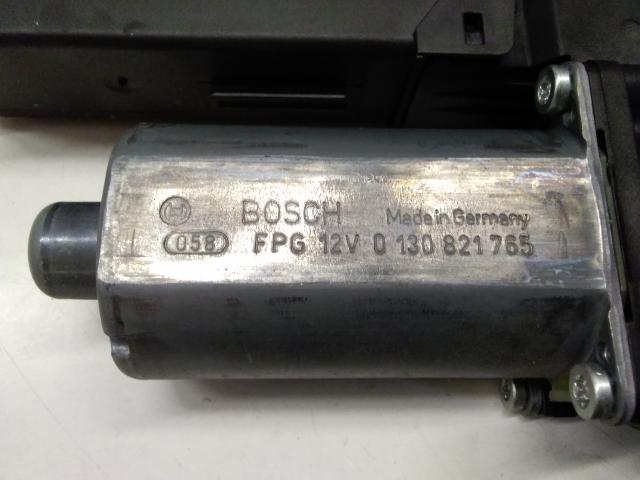 BOSCH Made in Germany
058 FPG 12V 0 130 821 765